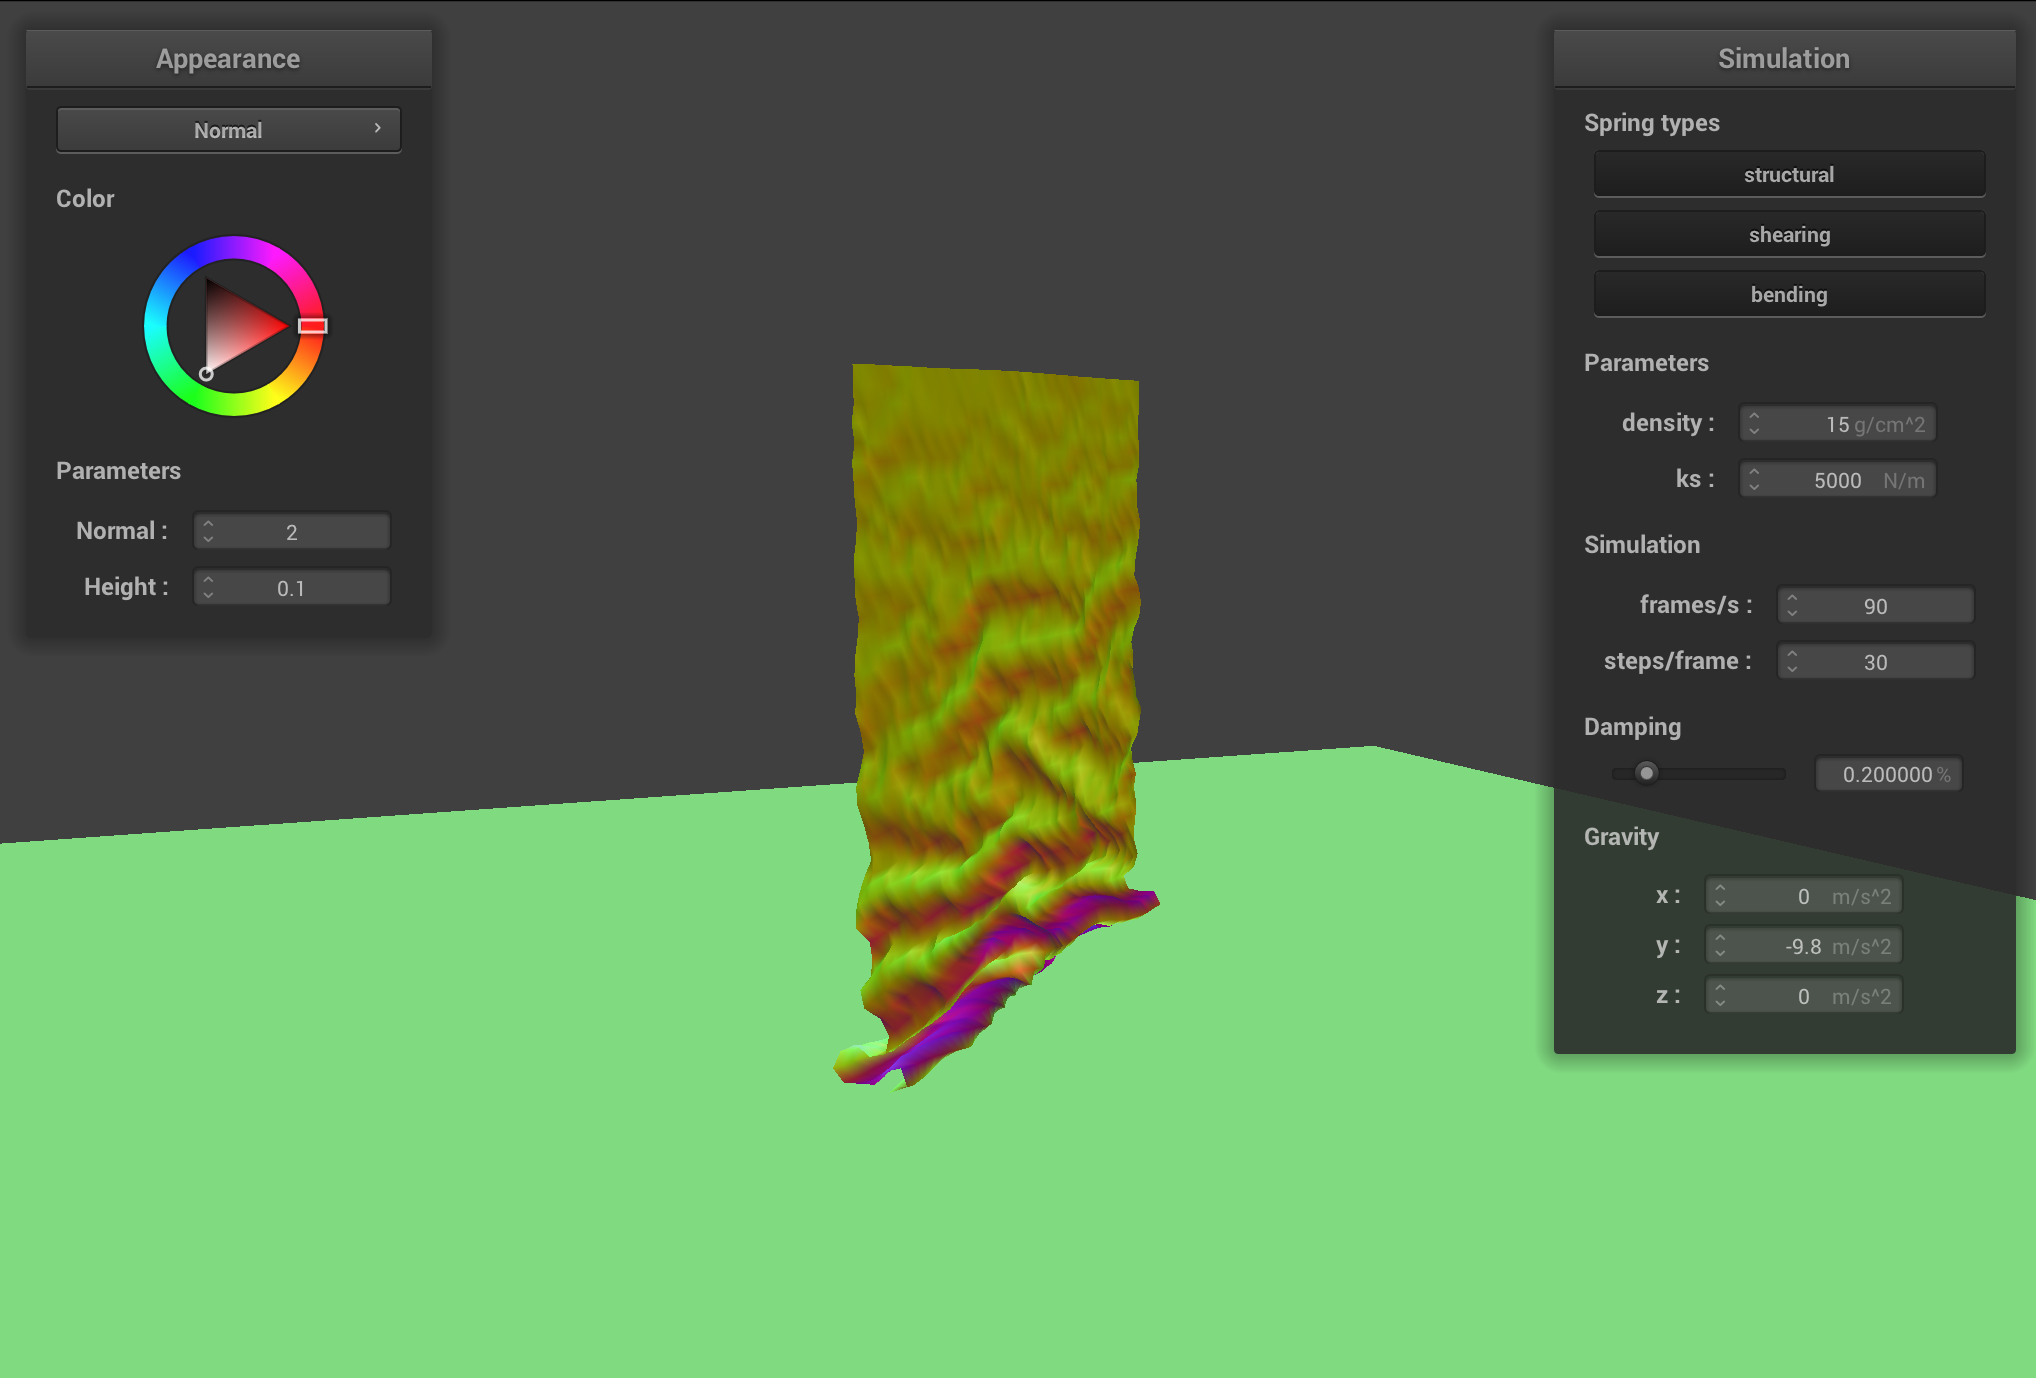 Appearance
Normal
Color
Parameters
Normal : 2
Height : 0.1
Simulation
Spring types
structural
shearing
bending
Parameters
density : 15 g/cm^2
ks : 5000 N/m
Simulation
frames/s : 90
steps/frame : 30
Damping
0.200000 %
Gravity
x : 0 m/s^2
y : -9.8 m/s^2
z : 0 m/s^2